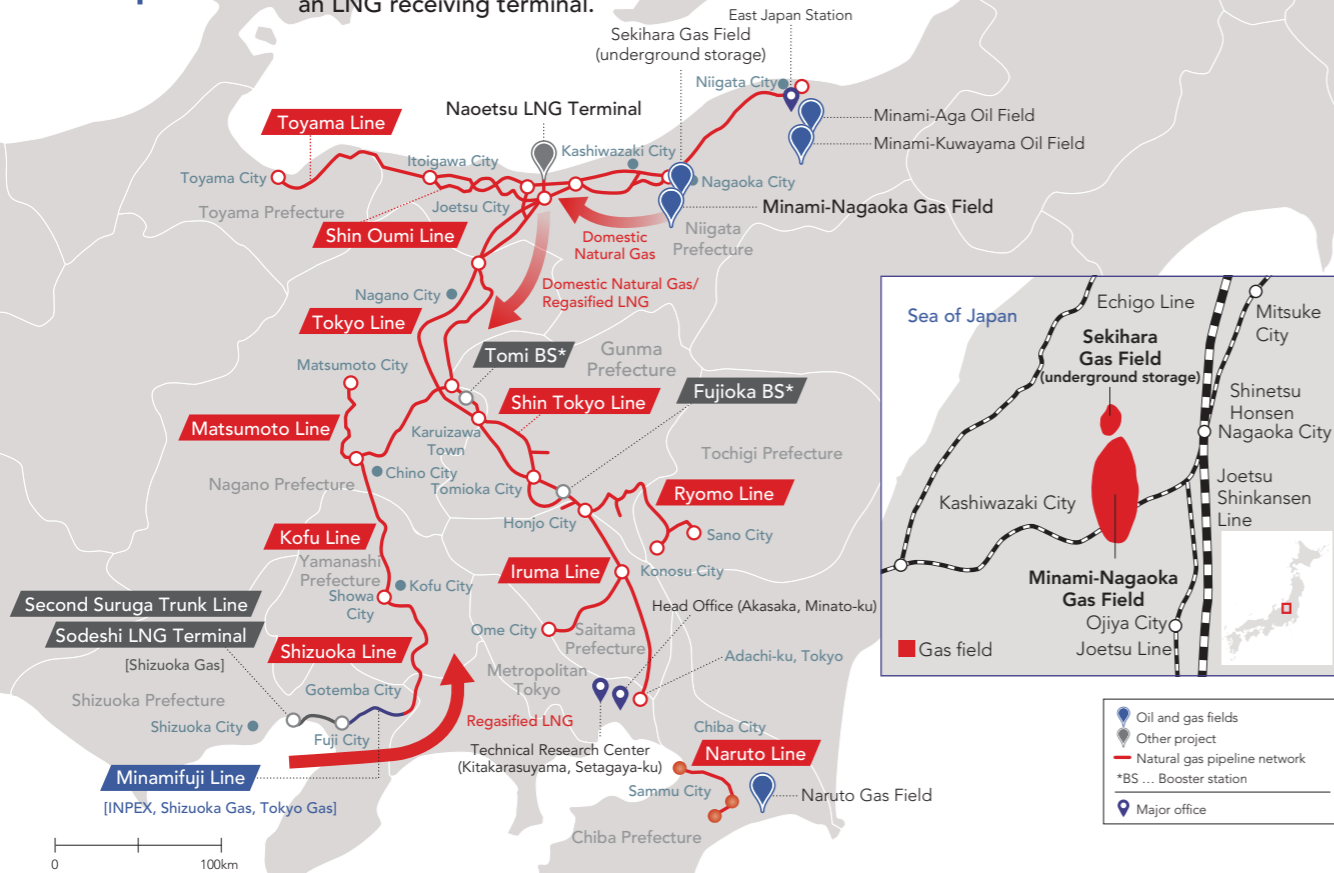 an LNG receiving terminal.
East Japan Station
Sekihara Gas Field
(underground storage)
Niigata City
Naoetsu LNG Terminal
Minami-Aga Oil Field
Toyama Line
Kashiwazaki City
Minami-Kuwayama Oil Field
Itoigawa City
Toyama City
Nagaoka City
Toyama Prefecture
Joetsu City
Minami-Nagaoka Gas Field
Shin Oumi Line
Domestic
Natural Gas
Niigata
Prefecture
Domestic Natural Gas/
Regasified LNG
Nagano City
Tokyo Line
Tomi BS*
Gunma
Prefecture
Matsumoto City
Fujioka BS*
Shin Tokyo Line
Matsumoto Line
Karuizawa
Town
Tochigi Prefecture
Chino City
Nagano Prefecture
Tomioka City
Ryomo Line
Honjo City
Sano City
Kofu Line
Yamanashi
Prefecture
Iruma Line
Konosu City
Kofu City
Showa
City
Second Suruga Trunk Line
Head Office (Akasaka, Minato-ku)
Sodeshi LNG Terminal
Ome City
Saitama
Prefecture
Shizuoka Line
[Shizuoka Gas]
Adachi-ku, Tokyo
Metropolitan
Tokyo
Gotemba City
Shizuoka Prefecture
Regasified LNG
Shizuoka City
Fuji City
Chiba City
Technical Research Center
(Kitakarasuyama, Setagaya-ku)
Naruto Line
Minamifuji Line
Sammu City
Naruto Gas Field
[INPEX, Shizuoka Gas, Tokyo Gas]
Chiba Prefecture
0
100km
Sea of Japan
Echigo Line
Mitsuke
City
Sekihara
Gas Field
(underground storage)
Shinetsu
Honsen
Nagaoka City
Joetsu
Shinkansen
Line
Kashiwazaki City
Minami-Nagaoka
Gas Field
Ojiya City
Joetsu Line
Gas field
Oil and gas fields
Other project
Natural gas pipeline network
*BS ... Booster station
Major office